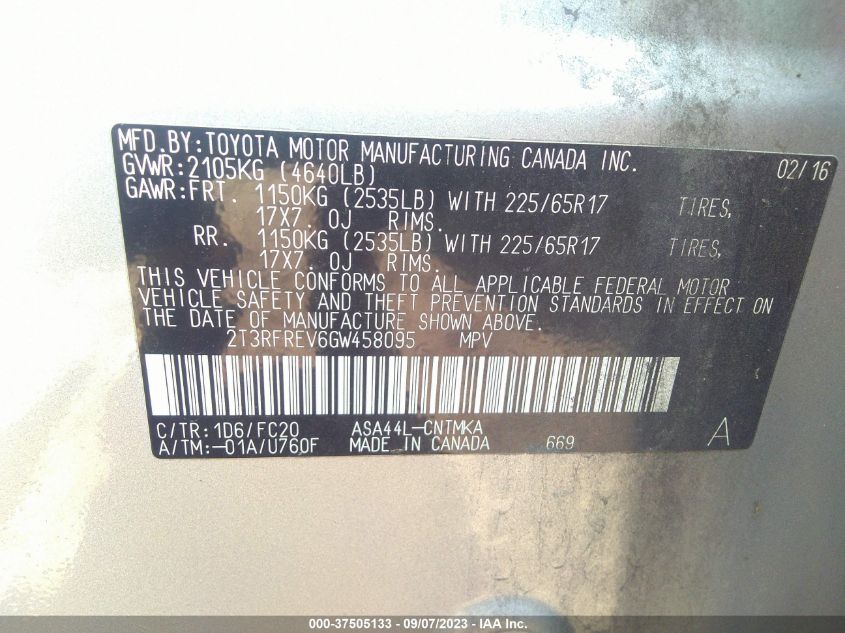 MFD.BY:TOYOTA MOTOR MANUFACTURING CANADA INC. 02/16
GVWR:2105KG (4640LB)
GAWR:FRT. 1150KG (2535LB) WITH 225/65R17 TIRES,
17X7. 0J RIMS.
RR. 1150KG (2535LB) WITH 225/65R17 TIRES,
17X7. 0J RIMS.
THIS VEHICLE CONFORMS TO ALL APPLICABLE FEDERAL MOTOR
VEHICLE SAFETY AND THEFT PREVENTION STANDARDS IN EFFECT ON
THE DATE OF MANUFACTURE SHOWN ABOVE.
2T3RFREV6GW458095 MPV
C/TR:1D6/FC20 ASA44L-CNTMKA
A/TM:-01A/U760F MADE IN CANADA 669 A
000-37505133 - 09/07/2023 - IAA Inc.